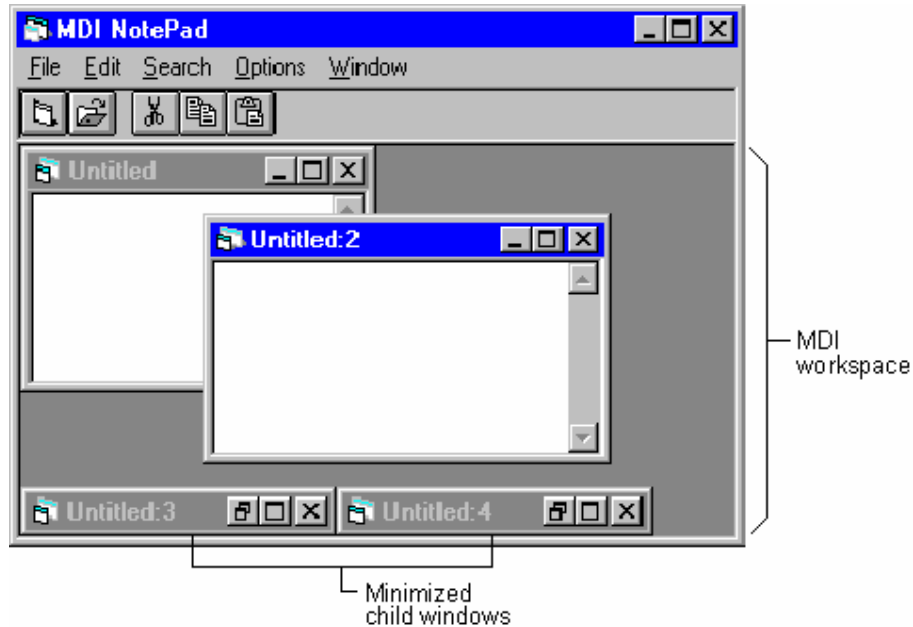 MDI NotePad
File Edit Search Options Window
Untitled
Untitled:2
MDI
workspace
Untitled:3 Untitled:4
Minimized
child windows